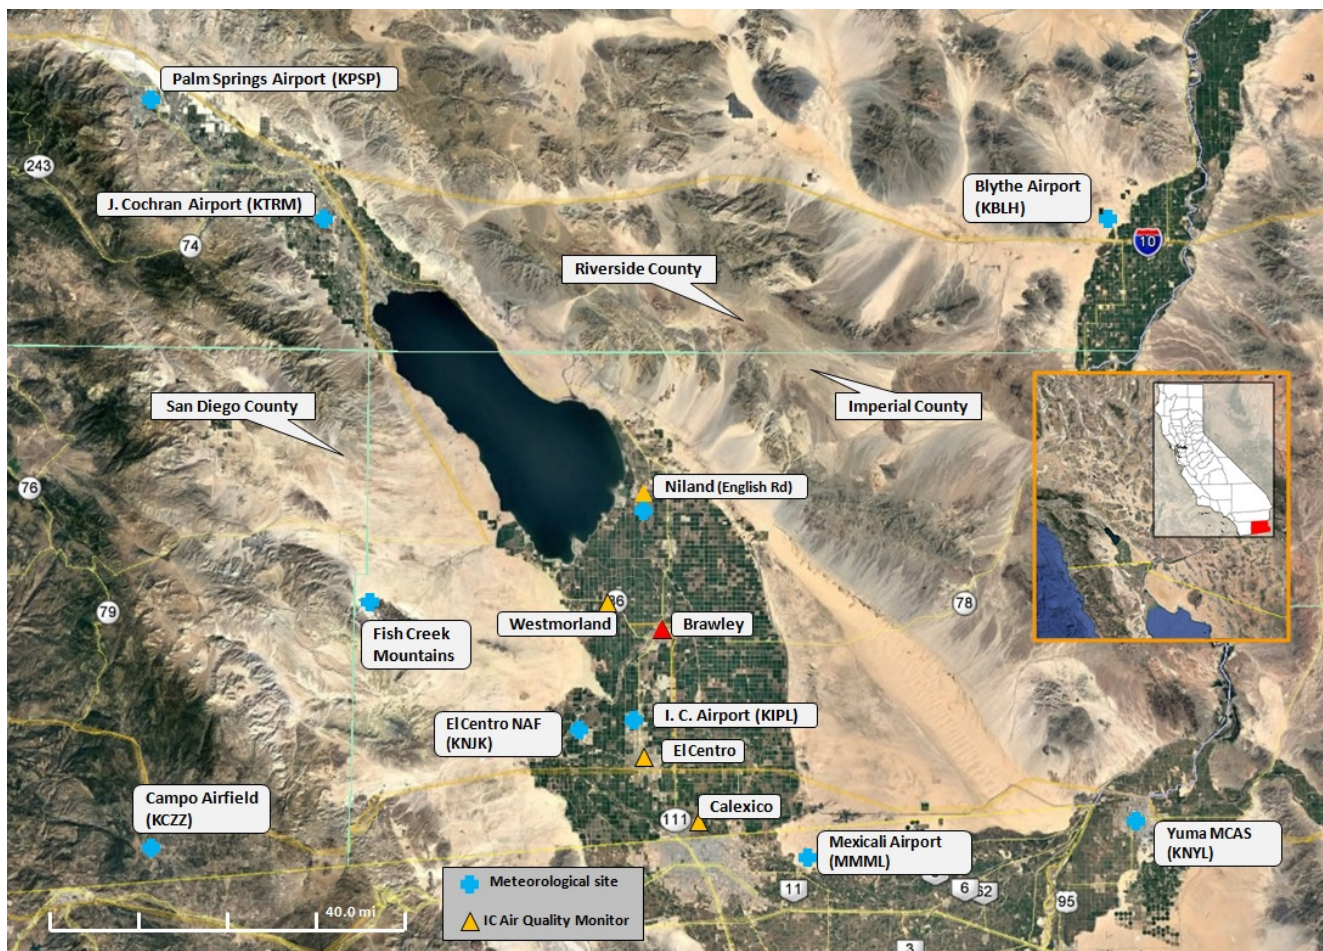 Palm Springs Airport (KPSP)
243
J. Cochran Airport (KTRM)
74
Blythe Airport
(KBLH)
10
Riverside County
San Diego County
Imperial County
76
Niland (English Rd)
79
86
78
Westmorland
Brawley
Fish Creek
Mountains
El Centro NAF
(KNJK)
I. C. Airport (KIPL)
El Centro
Campo Airfield
(KCZZ)
Calexico
111
Mexicali Airport
(MMML)
Yuma MCAS
(KNYL)
11
6
62
95
3
40.0 mi
Meteorological site
IC Air Quality Monitor